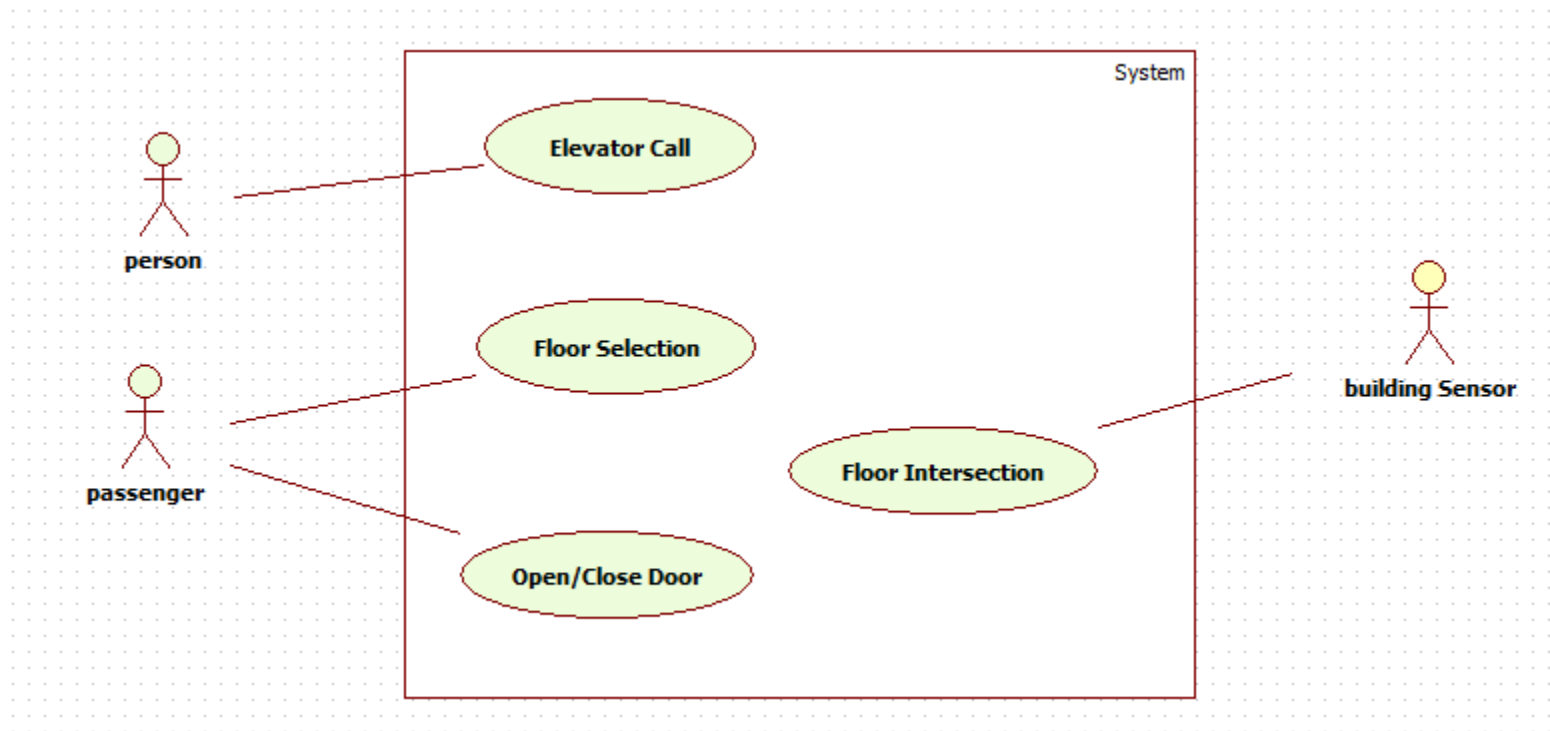 System
Elevator Call
person
Floor Selection
building Sensor
Floor Intersection
passenger
Open/Close Door